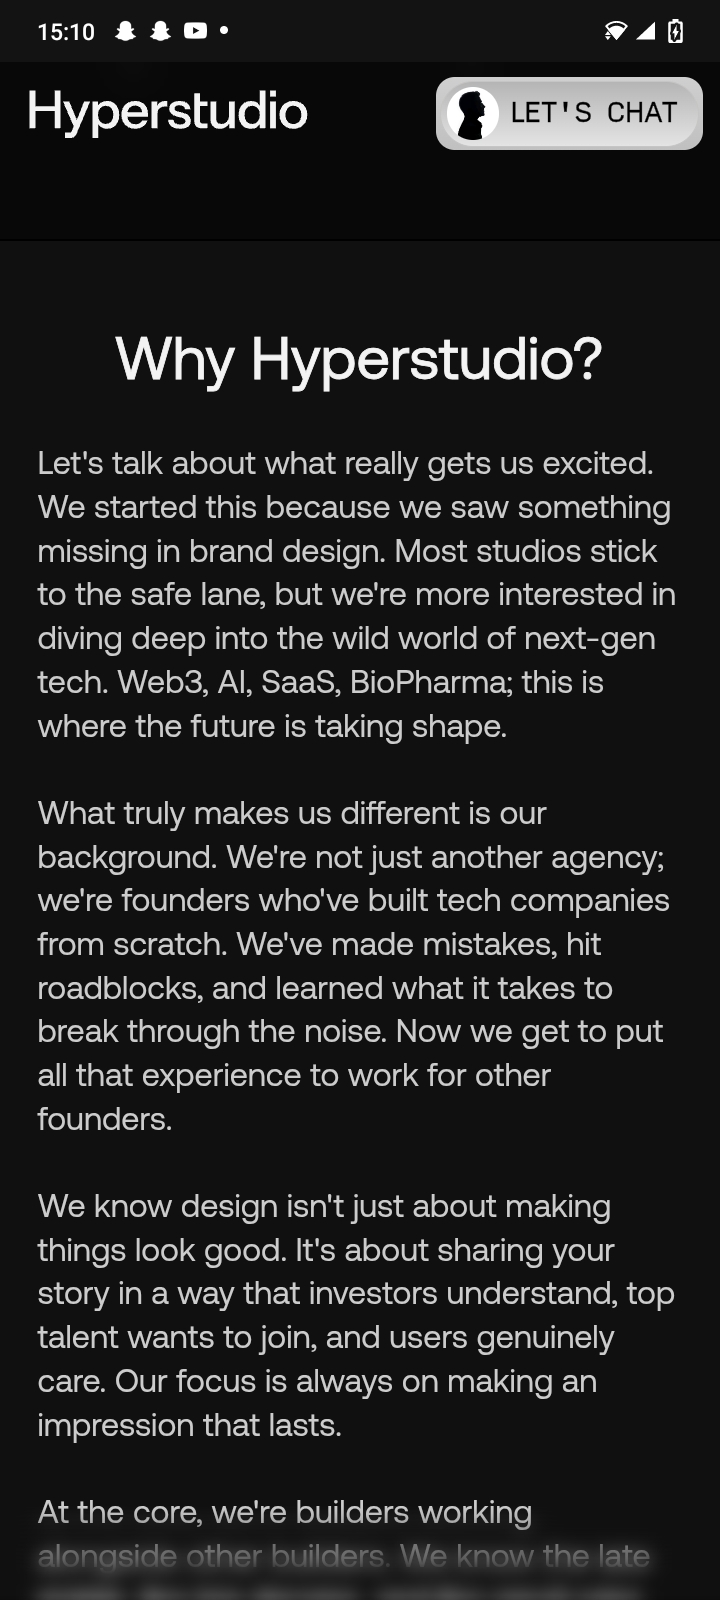 15:10
Hyperstudio
LET'S CHAT
Why Hyperstudio?
Let's talk about what really gets us excited.
We started this because we saw something
missing in brand design. Most studios stick
to the safe lane, but we're more interested in
diving deep into the wild world of next-gen
tech. Web3, AI, SaaS, BioPharma; this is
where the future is taking shape.
What truly makes us different is our
background. We're not just another agency;
we're founders who've built tech companies
from scratch. We've made mistakes, hit
roadblocks, and learned what it takes to
break through the noise. Now we get to put
all that experience to work for other
founders.
We know design isn't just about making
things look good. It's about sharing your
story in a way that investors understand, top
talent wants to join, and users genuinely
care. Our focus is always on making an
impression that lasts.
At the core, we're builders working
alongside other builders. We know the late